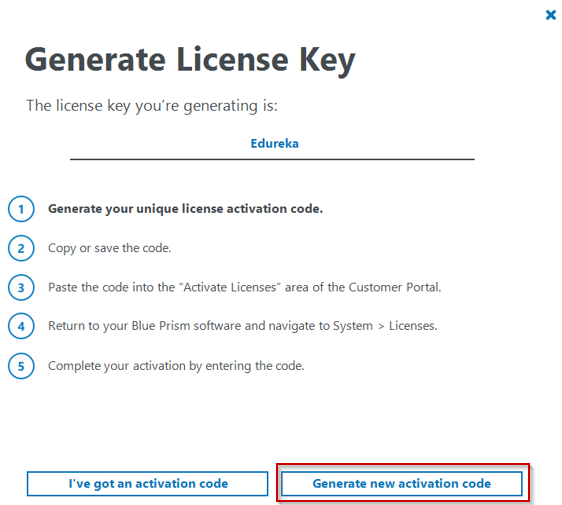 Generate License Key
The license key you’re generating is:
Edureka
1 Generate your unique license activation code.
2 Copy or save the code.
3 Paste the code into the “Activate Licenses” area of the Customer Portal.
4 Return to your Blue Prism software and navigate to System > Licenses.
5 Complete your activation by entering the code.
I've got an activation code
Generate new activation code